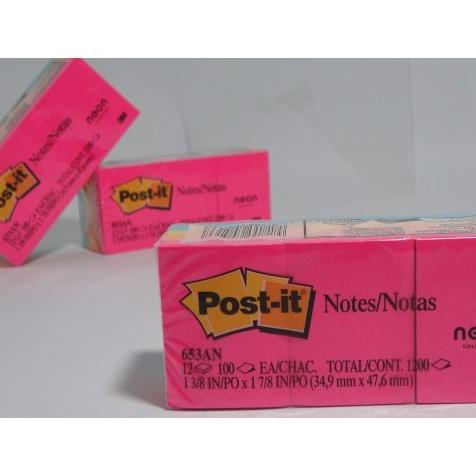 neon
3M
Post-it
Notes/Notas
Post-it
Notes/Notas
neon
653AN
Post-it® Notes/Notas
653AN
neon
12 100 EA/CHAC. TOTAL/CONT. 1200
1 3/8 IN/PO x 1 7/8 IN/PO (34,9 mm x 47,6 mm)